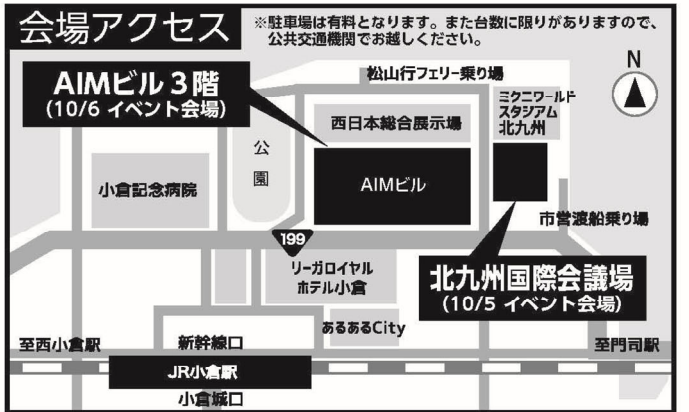 会場アクセス
※駐車場は有料となります。また台数に限りがありますので、
公共交通機関でお越しください。
AIMビル3階
(10/6 イベント会場)
松山行フェリー乗り場
N
ミクニワールド
スタジアム
北九州
西日本総合展示場
公園
小倉記念病院
AIMビル
市営渡船乗り場
199
リーガロイヤル
ホテル小倉
北九州国際会議場
(10/5 イベント会場)
あるあるCity
至西小倉駅
新幹線口
至門司駅
JR小倉駅
小倉城口